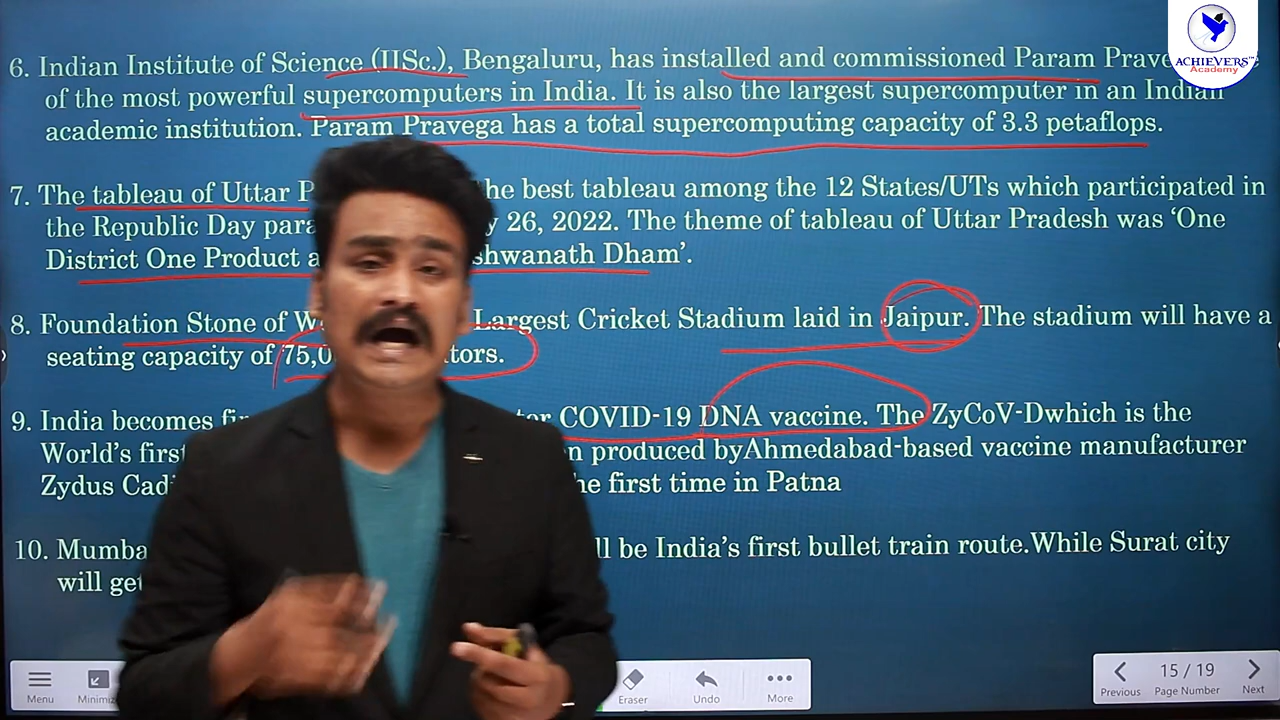 6. Indian Institute of Science (IISc.), Bengaluru, has installed and commissioned Param Prave
of the most powerful supercomputers in India. It is also the largest supercomputer in an Indian
academic institution. Param Pravega has a total supercomputing capacity of 3.3 petaflops.
7. The tableau of Uttar P he best tableau among the 12 States/UTs which participated in
the Republic Day para y 26, 2022. The theme of tableau of Uttar Pradesh was ‘One
District One Product a shwanath Dham’.
8. Foundation Stone of W Largest Cricket Stadium laid in Jaipur. The stadium will have a
seating capacity of 75,0 tors.
9. India becomes fir ter COVID-19 DNA vaccine. The ZyCoV-Dwhich is the
World’s first n produced byAhmedabad-based vaccine manufacturer
Zydus Cadi he first time in Patna
10. Mumba ll be India’s first bullet train route.While Surat city
will get
ACHIEVERS™
Academy
Menu
Minimiz
Eraser
Undo
More
15 / 19
Previous
Page Number
Next